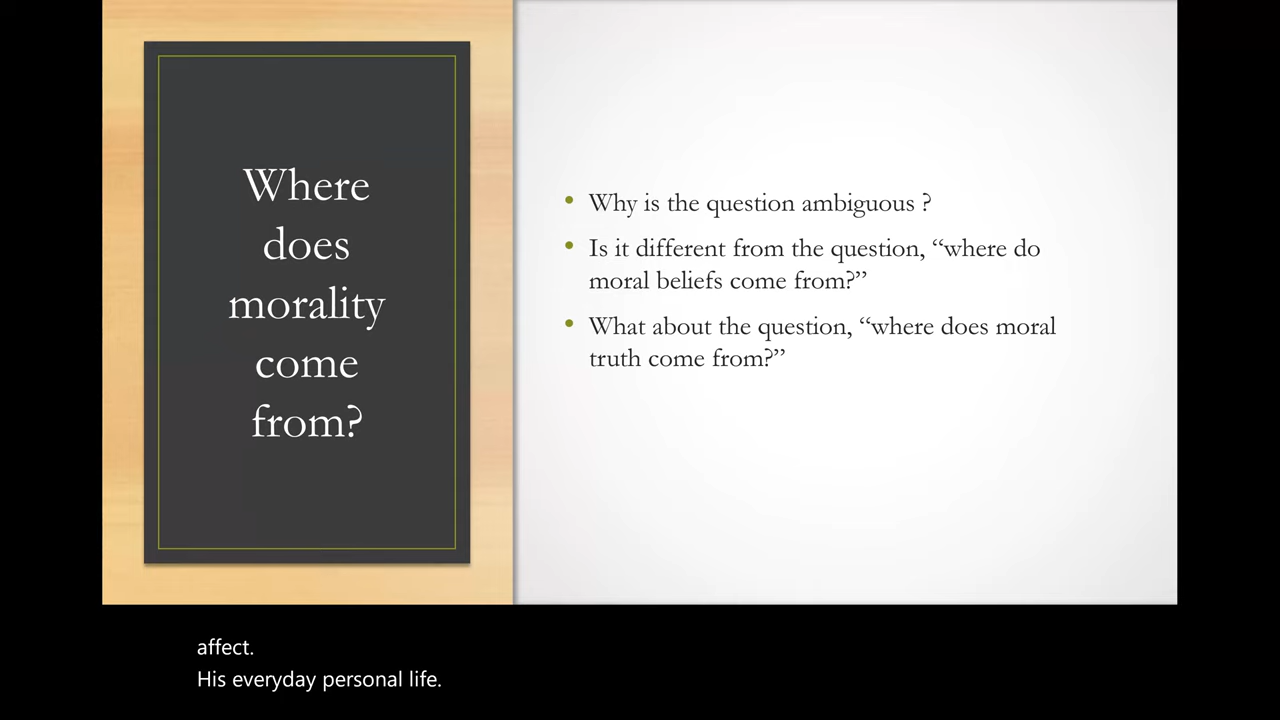 Where
does
morality
come
from?
• Why is the question ambiguous ?
• Is it different from the question, “where do
moral beliefs come from?”
• What about the question, “where does moral
truth come from?”
affect.
His everyday personal life.